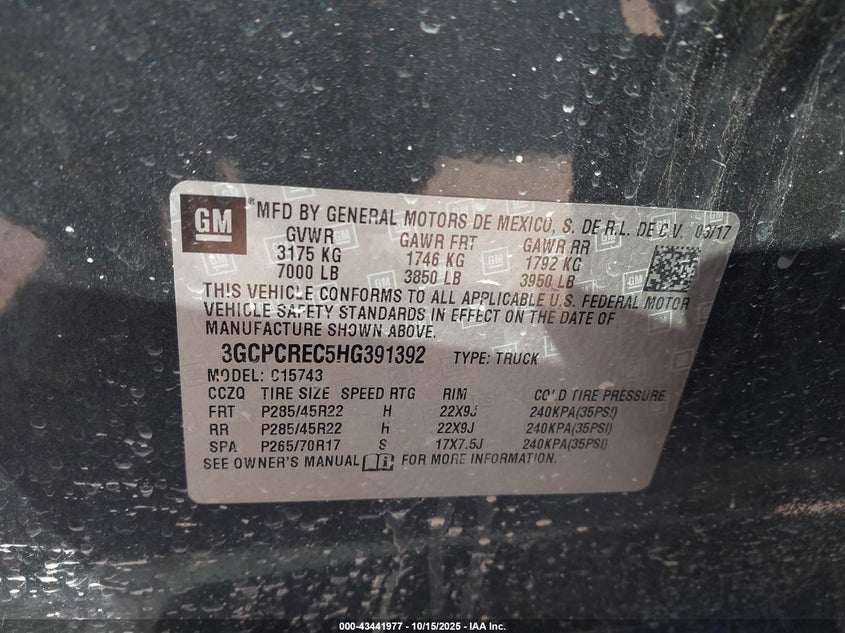 GM
® MFD BY GENERAL MOTORS DE MEXICO, S. DE R.L. DE C.V. 03/17
GVWR GAWR FRT GAWR RR
3175 KG 1746 KG 1792 KG
7000 LB 3850 LB 3950 LB
THIS VEHICLE CONFORMS TO ALL APPLICABLE U.S. FEDERAL MOTOR
VEHICLE SAFETY STANDARDS IN EFFECT ON THE DATE OF
MANUFACTURE SHOWN ABOVE.
3GCPCREC5HG391392 TYPE: TRUCK
MODEL: C15743
CCZQ TIRE SIZE SPEED RTG RIM COLD TIRE PRESSURE
FRT P285/45R22 H 22X9J 240KPA(35PSI)
RR P285/45R22 H 22X9J 240KPA(35PSI)
SPA P265/70R17 S 17X7.5J 240KPA(35PSI)
SEE OWNER'S MANUAL FOR MORE INFORMATION.
000-43441977 - 10/15/2025 - IAA Inc.